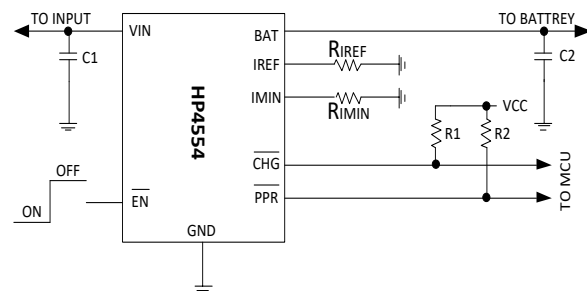 TO INPUT
VIN
C1
HP4554
BAT
TO BATTREY
IREF
RIREF
C2
IMIN
RIMIN
VCC
R1
R2
CHG
OFF
ON
EN
PPR
TO MCU
GND